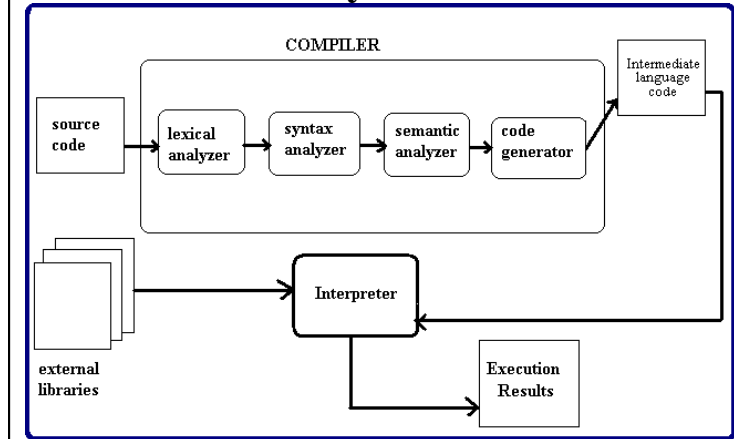 COMPILER
Intermediate
language
code
source
code
lexical
analyzer
syntax
analyzer
semantic
analyzer
code
generator
Interpreter
external
libraries
Execution
Results